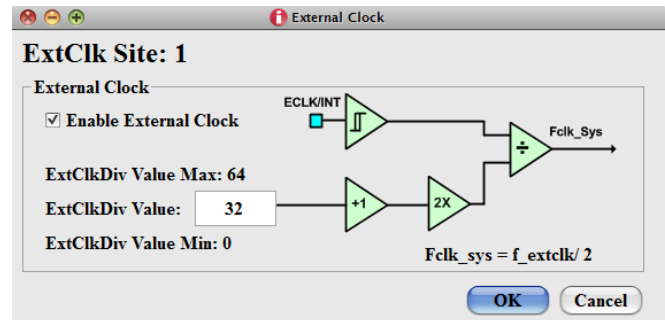 External Clock
ExtClk Site: 1
External Clock
Enable External Clock
ECLK/INT
Fclk_Sys
÷
ExtClkDiv Value Max: 64
ExtClkDiv Value:
32
+1
2X
ExtClkDiv Value Min: 0
Fclk_sys = f_extclk/ 2
OK
Cancel